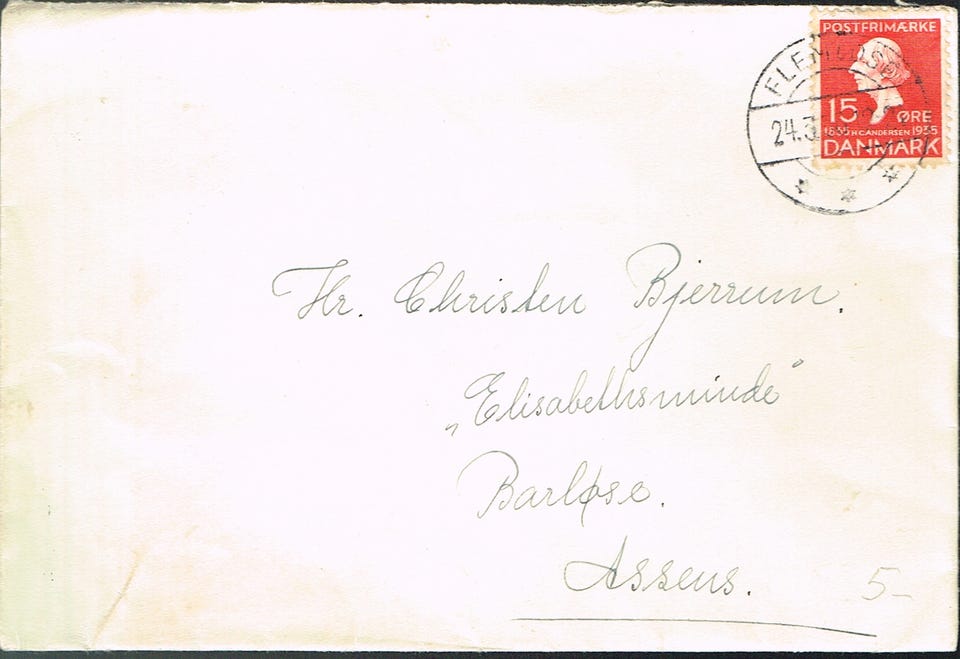 POSTFRIMÆRKE
15 ØRE
1835 H.C.ANDERSEN 1935
DANMARK
24.3
Hr. Christen Bjerrum.
„Elisabethsminde"
Barløse.
Assens.
5-